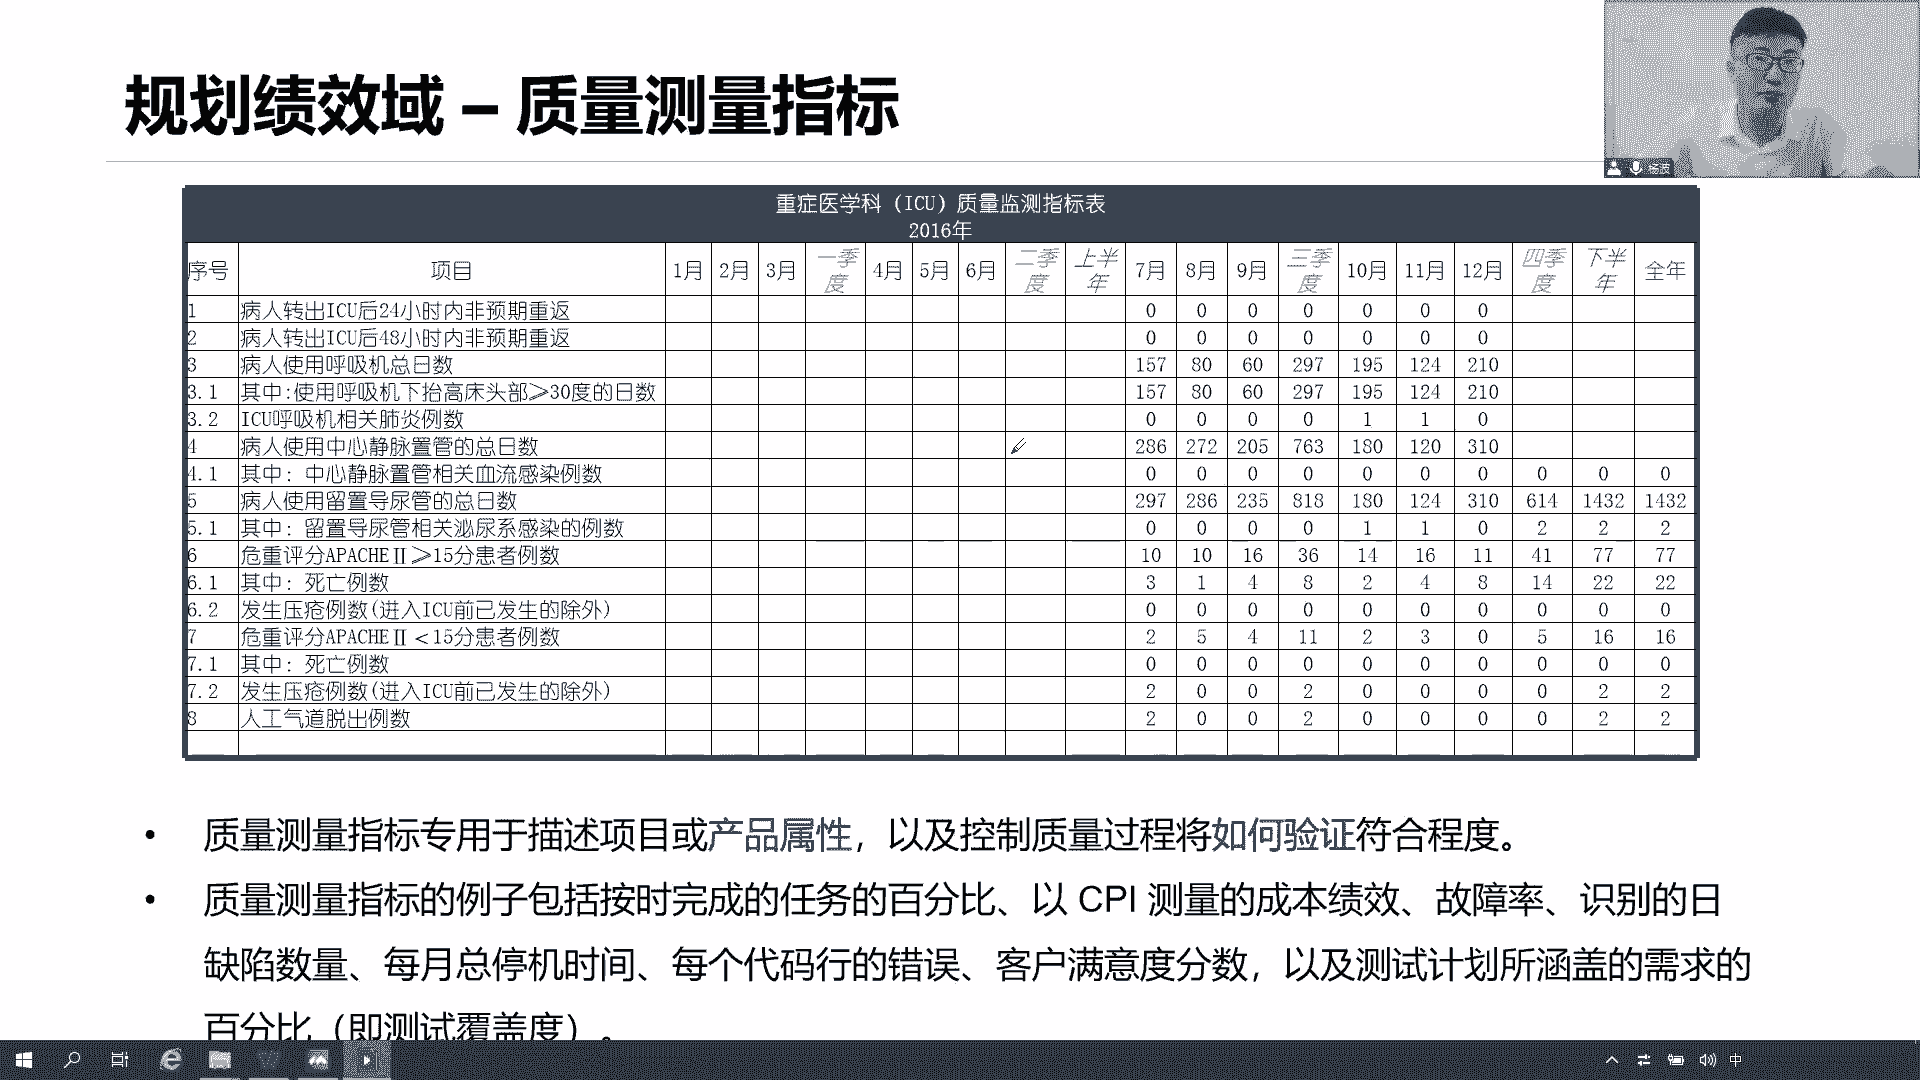 规划绩效域 – 质量测量指标
杨波
重症医学科（ICU）质量监测指标表
2016年
序号 项目 1月 2月 3月 一季度 4月 5月 6月 二季度 上半年 7月 8月 9月 三季度 10月 11月 12月 四季度 下半年 全年
1 病人转出ICU后24小时内非预期重返 0 0 0 0 0 0 0
2 病人转出ICU后48小时内非预期重返 0 0 0 0 0 0 0
3 病人使用呼吸机总日数 157 80 60 297 195 124 210
3.1 其中:使用呼吸机下抬高床头部≥30度的日数 157 80 60 297 195 124 210
3.2 ICU呼吸机相关肺炎例数 0 0 0 0 1 1 0
4 病人使用中心静脉置管的总日数 286 272 205 763 180 120 310
4.1 其中：中心静脉置管相关血流感染例数 0 0 0 0 0 0 0 0 0 0
5 病人使用留置导尿管的总日数 297 286 235 818 180 124 310 614 1432 1432
5.1 其中：留置导尿管相关泌尿系感染的例数 0 0 0 0 1 1 0 2 2 2
6 危重评分APACHEⅡ≥15分患者例数 10 10 16 36 14 16 11 41 77 77
6.1 其中：死亡例数 3 1 4 8 2 4 8 14 22 22
6.2 发生压疮例数(进入ICU前已发生的除外) 0 0 0 0 0 0 0 0 0 0
7 危重评分APACHEⅡ<15分患者例数 2 5 4 11 2 3 0 5 16 16
7.1 其中：死亡例数 0 0 0 0 0 0 0 0 0 0
7.2 发生压疮例数(进入ICU前已发生的除外) 2 0 0 2 0 0 0 0 2 2
8 人工气道脱出例数 2 0 0 2 0 0 0 0 2 2
• 质量测量指标专用于描述项目或产品属性，以及控制质量过程将如何验证符合程度。
• 质量测量指标的例子包括按时完成的任务的百分比、以 CPI 测量的成本绩效、故障率、识别的日
缺陷数量、每月总停机时间、每个代码行的错误、客户满意度分数，以及测试计划所涵盖的需求的
百分比（即测试覆盖度）。
中